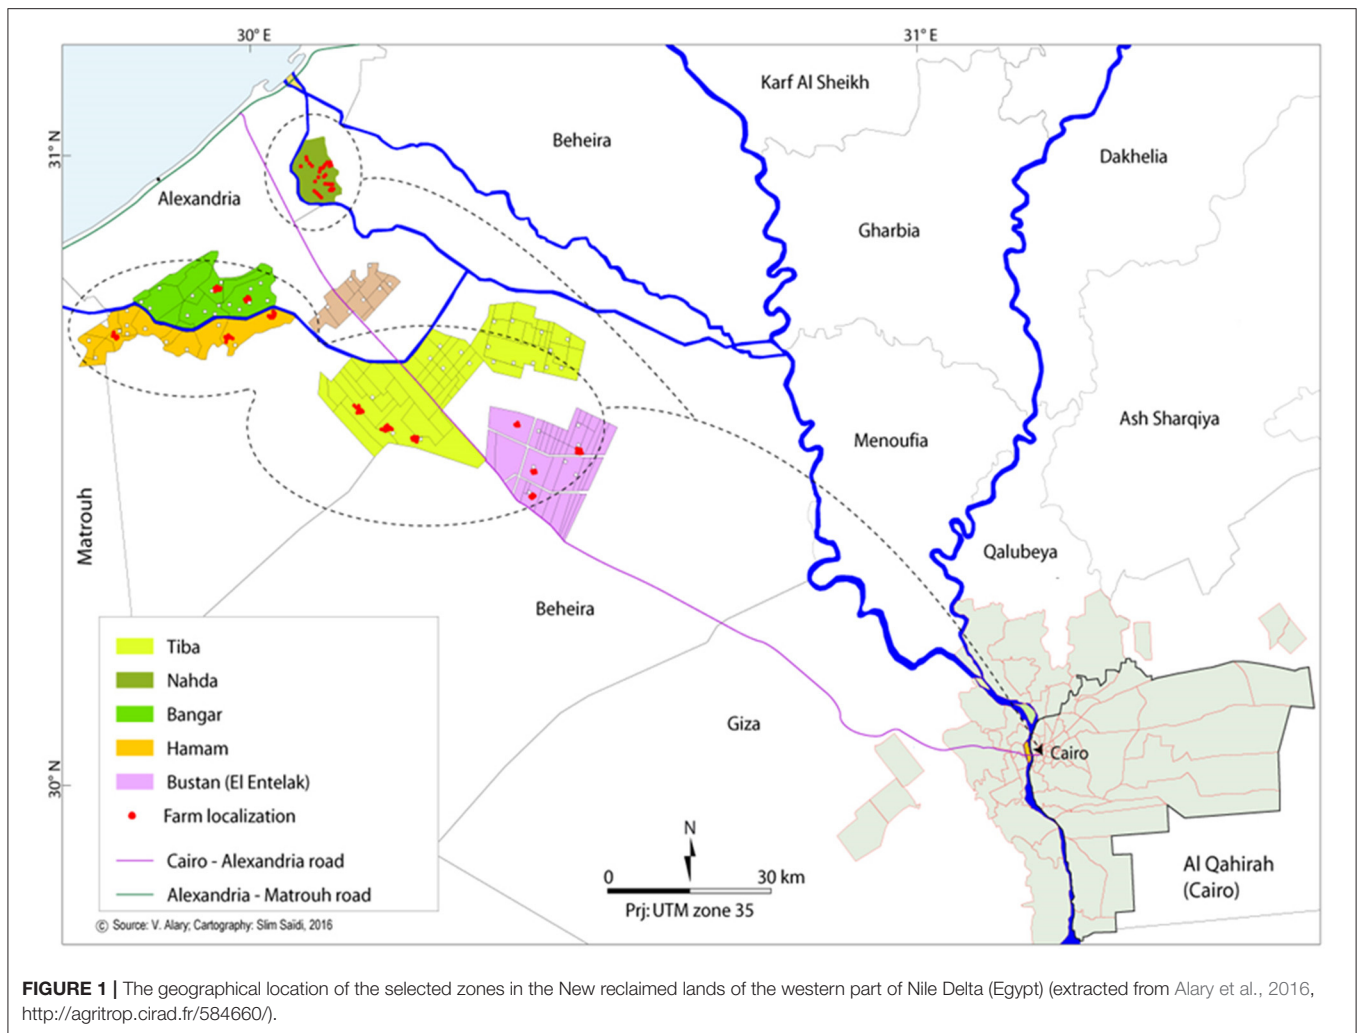 30° E
31° E
31° N
30° N
Karf Al Sheikh
Beheira
Dakhelia
Alexandria
Gharbia
Ash Sharqiya
Menoufia
Matrouh
Qalubeya
Beheira
Giza
Cairo
Al Qahirah
(Cairo)
Tiba
Nahda
Bangar
Hamam
Bustan (El Entelak)
Farm localization
Cairo - Alexandria road
Alexandria - Matrouh road
N
0 30 km
Prj: UTM zone 35
© Source: V. Alary; Cartography: Slim Saïdi, 2016
FIGURE 1 | The geographical location of the selected zones in the New reclaimed lands of the western part of Nile Delta (Egypt) (extracted from Alary et al., 2016,
http://agritrop.cirad.fr/584660/).